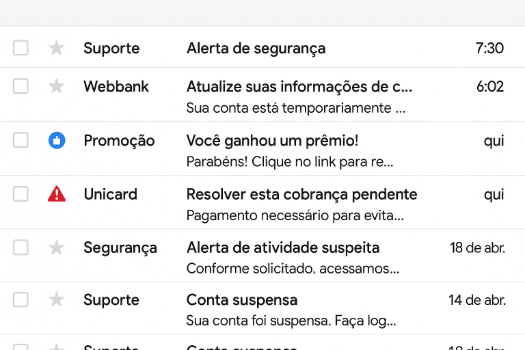 Suporte Alerta de segurança 7:30
Webbank Atualize suas informações de c... 6:02
Sua conta está temporariamente ...
Promoção Você ganhou um prêmio! qui
Parabéns! Clique no link para re...
Unicard Resolver esta cobrança pendente qui
Pagamento necessário para evita...
Segurança Alerta de atividade suspeita 18 de abr.
Conforme solicitado, acessamos...
Suporte Conta suspensa 14 de abr.
Sua conta foi suspensa. Faça log...
Suporte Conta suspensa